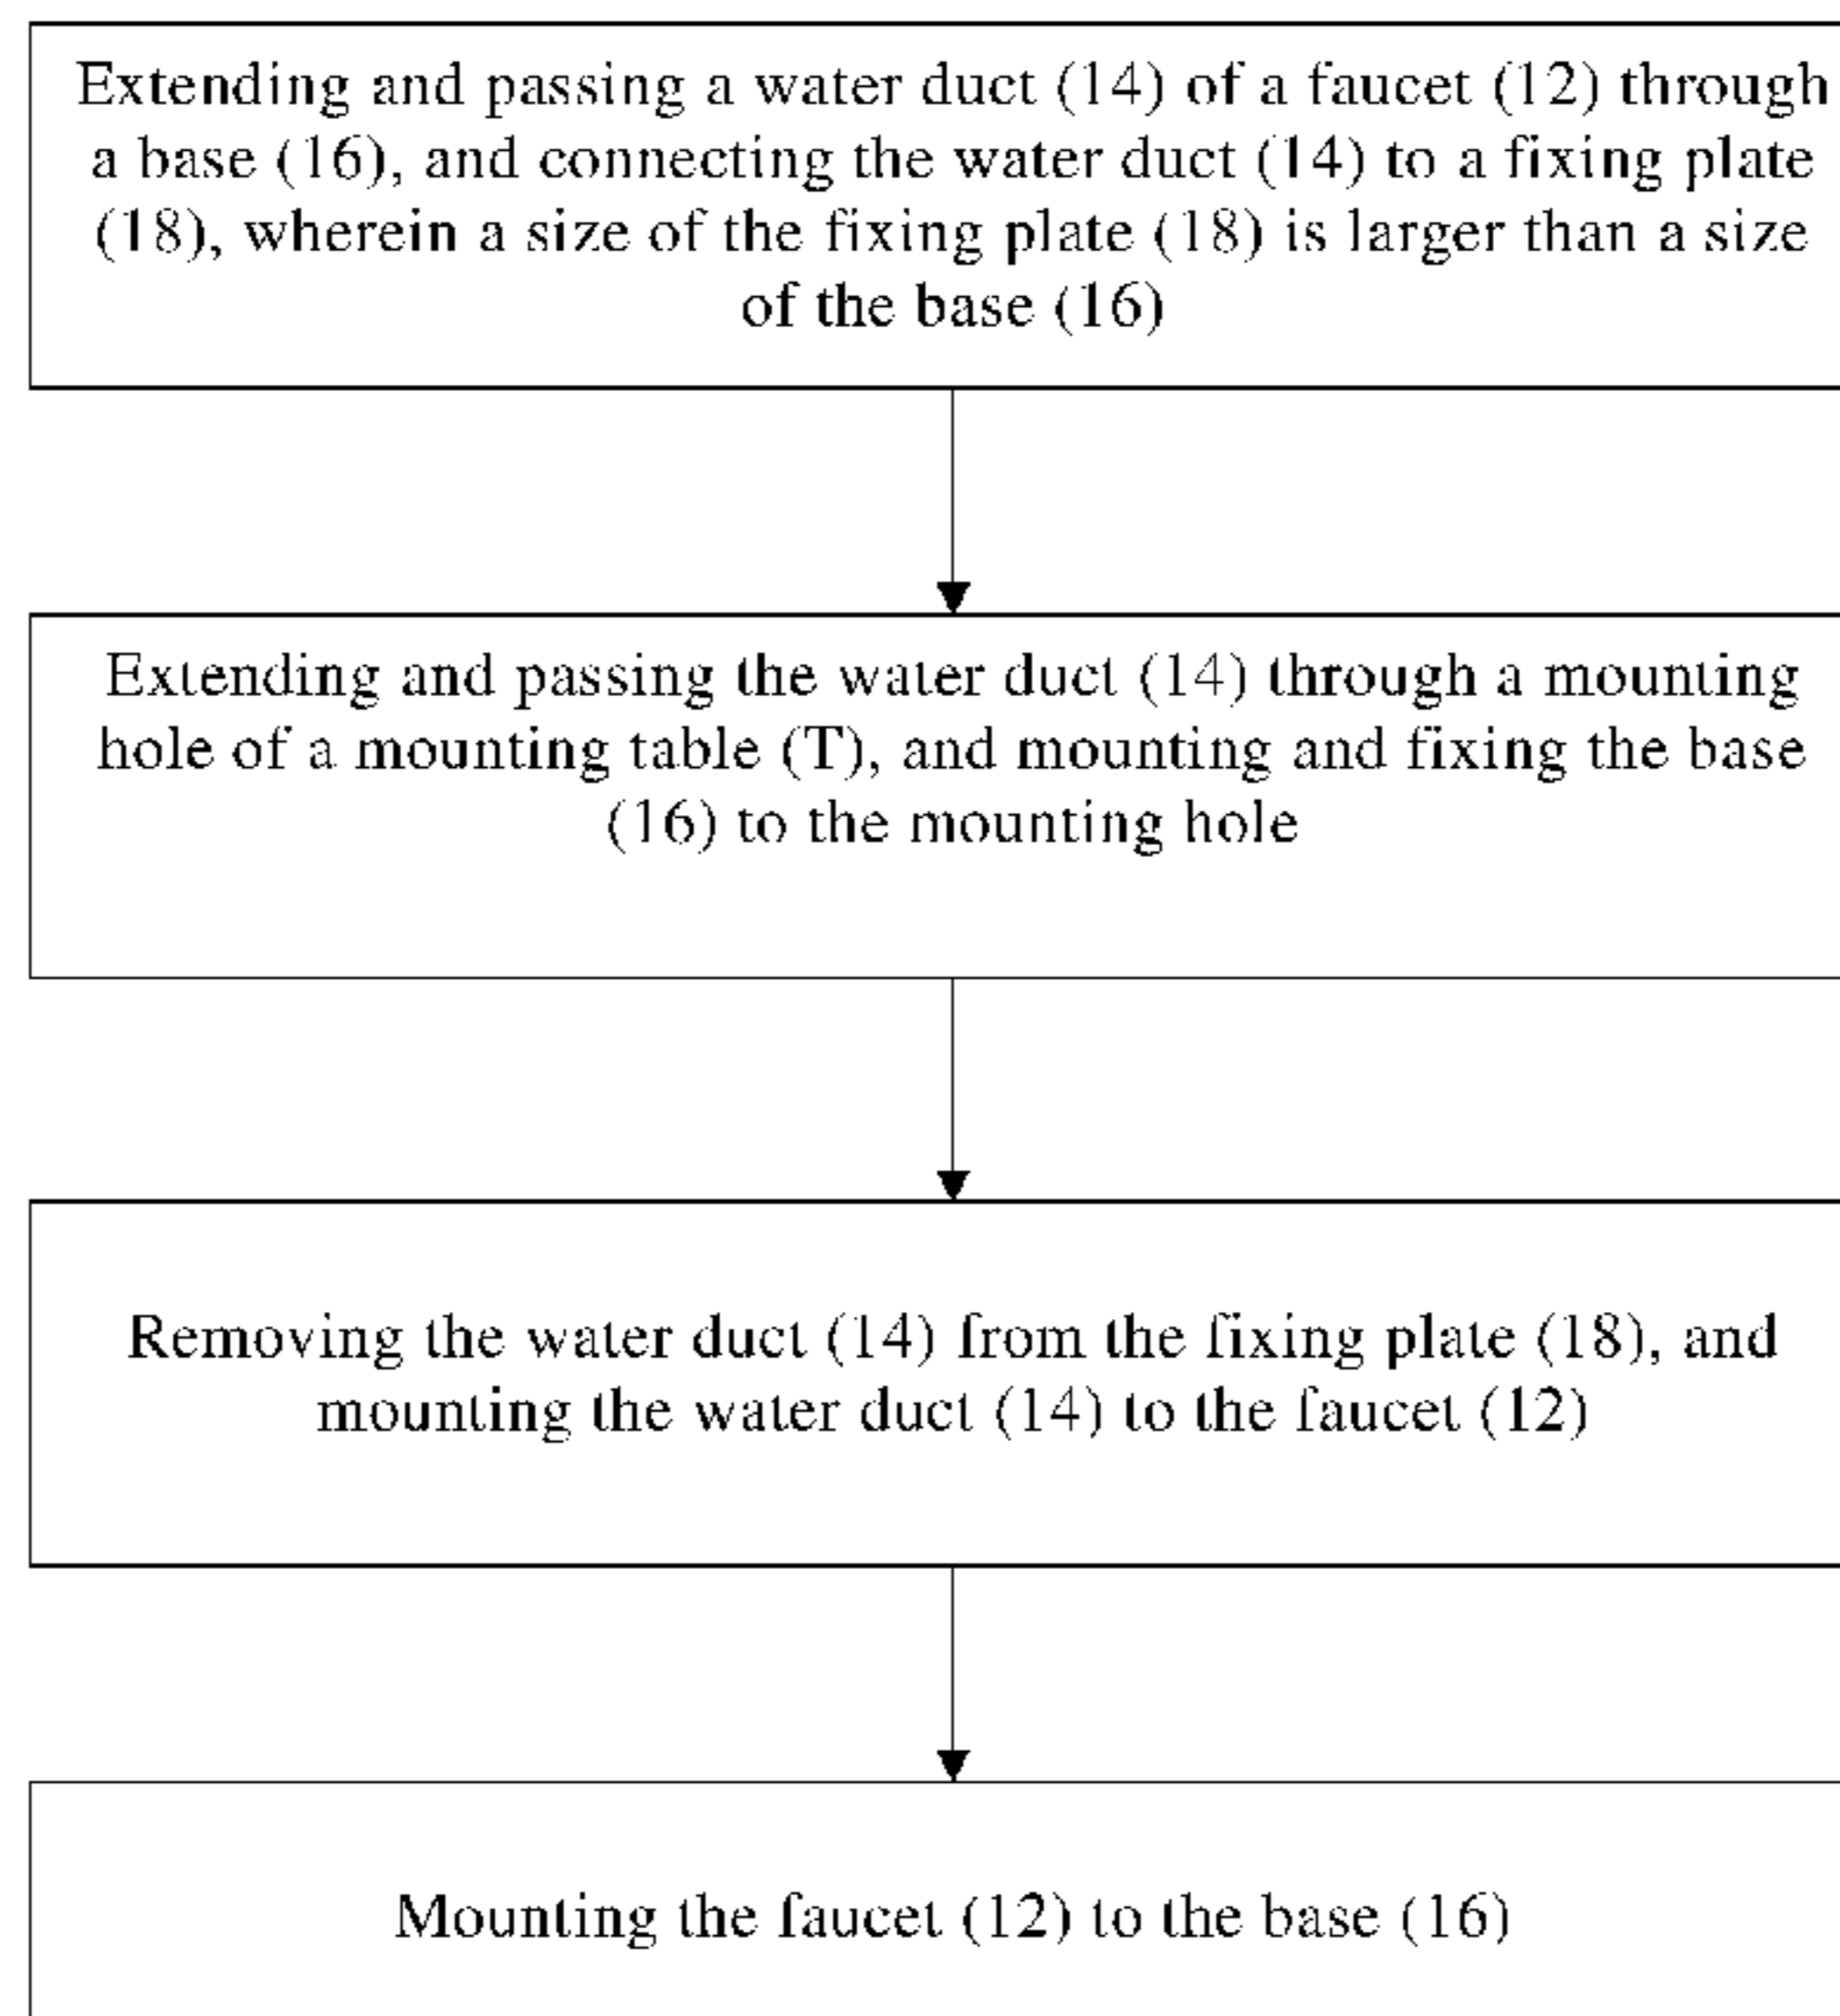 Extending and passing a water duct (14) of a faucet (12) through
a base (16), and connecting the water duct (14) to a fixing plate
(18), wherein a size of the fixing plate (18) is larger than a size
of the base (16)
Extending and passing the water duct (14) through a mounting
hole of a mounting table (T), and mounting and fixing the base
(16) to the mounting hole
Removing the water duct (14) from the fixing plate (18), and
mounting the water duct (14) to the faucet (12)
Mounting the faucet (12) to the base (16)